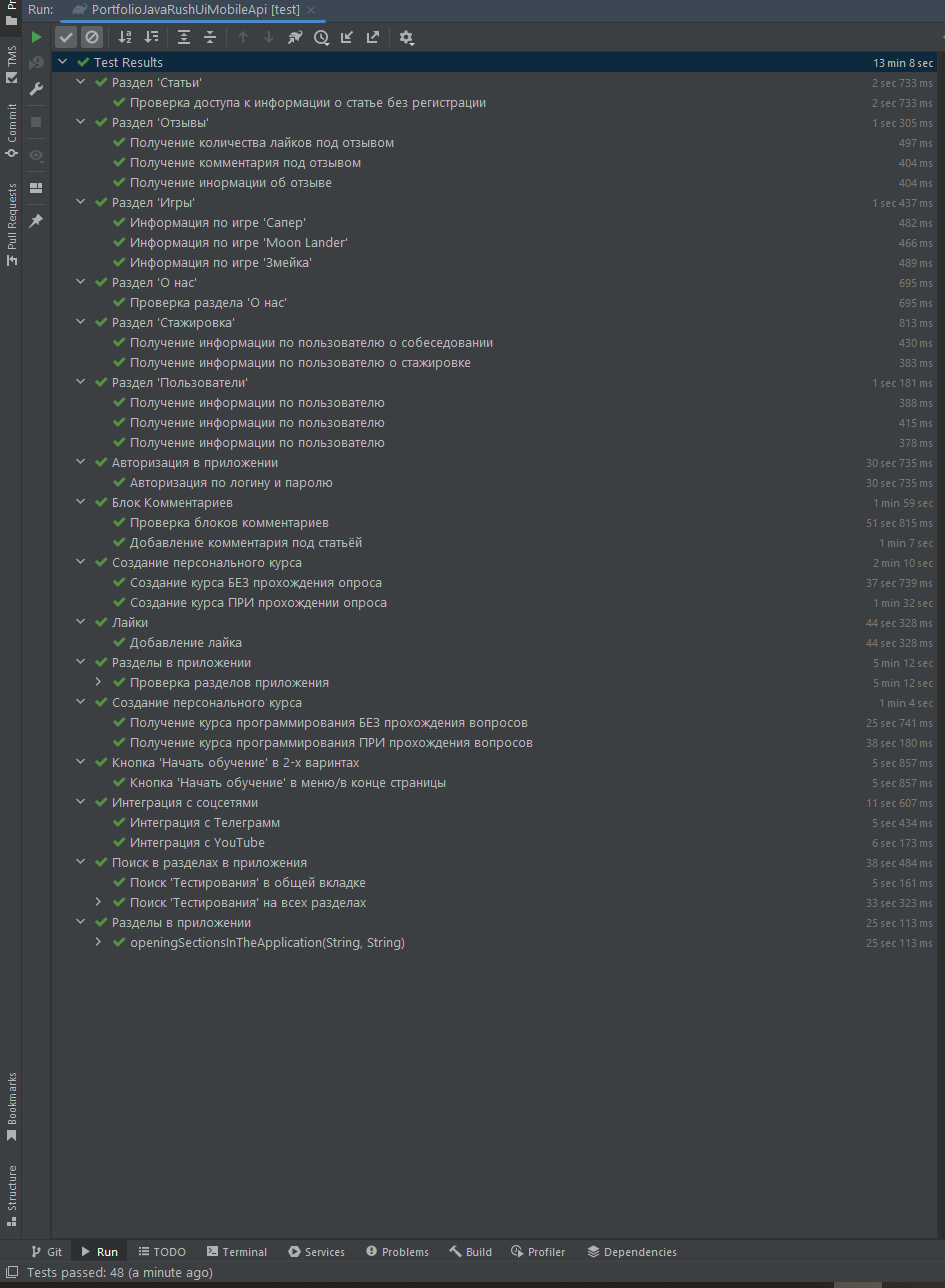 Run: PortfolioJavaRushUiMobileApi [test]
Test Results 13 min 8 sec
Раздел 'Статьи' 2 sec 733 ms
Проверка доступа к информации о статье без регистрации 2 sec 733 ms
Раздел 'Отзывы' 1 sec 305 ms
Получение количества лайков под отзывом 497 ms
Получение комментария под отзывом 404 ms
Получение инормации об отзыве 404 ms
Раздел 'Игры' 1 sec 437 ms
Информация по игре 'Сапер' 482 ms
Информация по игре 'Moon Lander' 466 ms
Информация по игре 'Змейка' 489 ms
Раздел 'О нас' 695 ms
Проверка раздела 'О нас' 695 ms
Раздел 'Стажировка' 813 ms
Получение информации по пользователю о собеседовании 430 ms
Получение информации по пользователю о стажировке 383 ms
Раздел 'Пользователи' 1 sec 181 ms
Получение информации по пользователю 388 ms
Получение информации по пользователю 415 ms
Получение информации по пользователю 378 ms
Авторизация в приложении 30 sec 735 ms
Авторизация по логину и паролю 30 sec 735 ms
Блок Комментариев 1 min 59 sec
Проверка блоков комментариев 51 sec 815 ms
Добавление комментария под статьёй 1 min 7 sec
Создание персонального курса 2 min 10 sec
Создание курса БЕЗ прохождения опроса 37 sec 739 ms
Создание курса ПРИ прохождении опроса 1 min 32 sec
Лайки 44 sec 328 ms
Добавление лайка 44 sec 328 ms
Разделы в приложении 5 min 12 sec
Проверка разделов приложения 5 min 12 sec
Создание персонального курса 1 min 4 sec
Получение курса программирования БЕЗ прохождения вопросов 25 sec 741 ms
Получение курса программирования ПРИ прохождения вопросов 38 sec 180 ms
Кнопка 'Начать обучение' в 2-х варинтах 5 sec 857 ms
Кнопка 'Начать обучение' в меню/в конце страницы 5 sec 857 ms
Интеграция с соцсетями 11 sec 607 ms
Интеграция с Телеграмм 5 sec 434 ms
Интеграция с YouTube 6 sec 173 ms
Поиск в разделах в приложения 38 sec 484 ms
Поиск 'Тестирования' в общей вкладке 5 sec 161 ms
Поиск 'Тестирования' на всех разделах 33 sec 323 ms
Разделы в приложении 25 sec 113 ms
openingSectionsInTheApplication(String, String) 25 sec 113 ms
TMS
Commit
Pull Requests
Bookmarks
Structure
Git Run TODO Terminal Services Problems Build Profiler Dependencies
Tests passed: 48 (a minute ago)